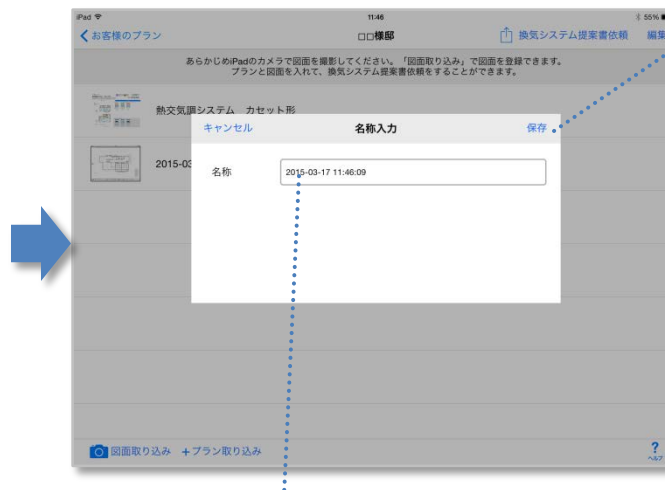 iPad 11:46 55%
お客様のプラン □□様邸 換気システム提案書依頼 編集
あらかじめiPadのカメラで図面を撮影してください。「図面取り込み」で図面を登録できます。
プランと図面を入れて、換気システム提案書依頼をすることができます。
熱交気調システム カセット形
キャンセル 名称入力 保存
2015-03
名称 2015-03-17 11:46:09
図面取り込み +プラン取り込み
?
ヘルプ